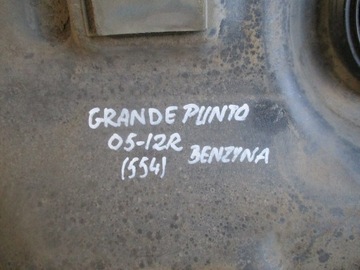 GRANDE PUNTO
05-12R
(554) BENZYNA